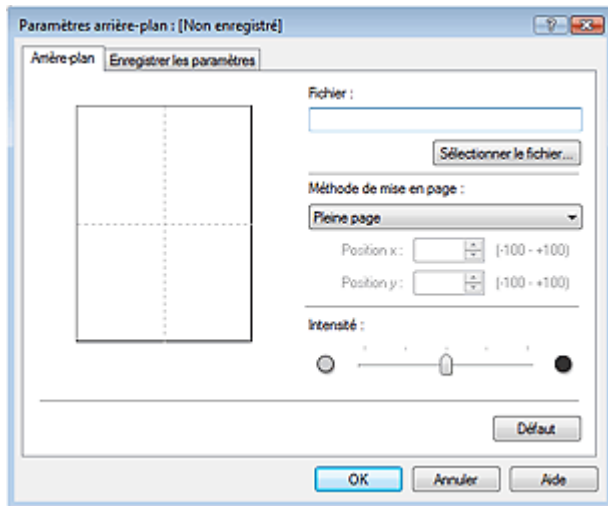 Paramètres arrière-plan : [Non enregistré]
Arrière-plan
Enregistrer les paramètres
Fichier :
Sélectionner le fichier...
Méthode de mise en page :
Pleine page
Position x : (-100 - +100)
Position y : (-100 - +100)
Intensité :
Défaut
OK Annuler Aide